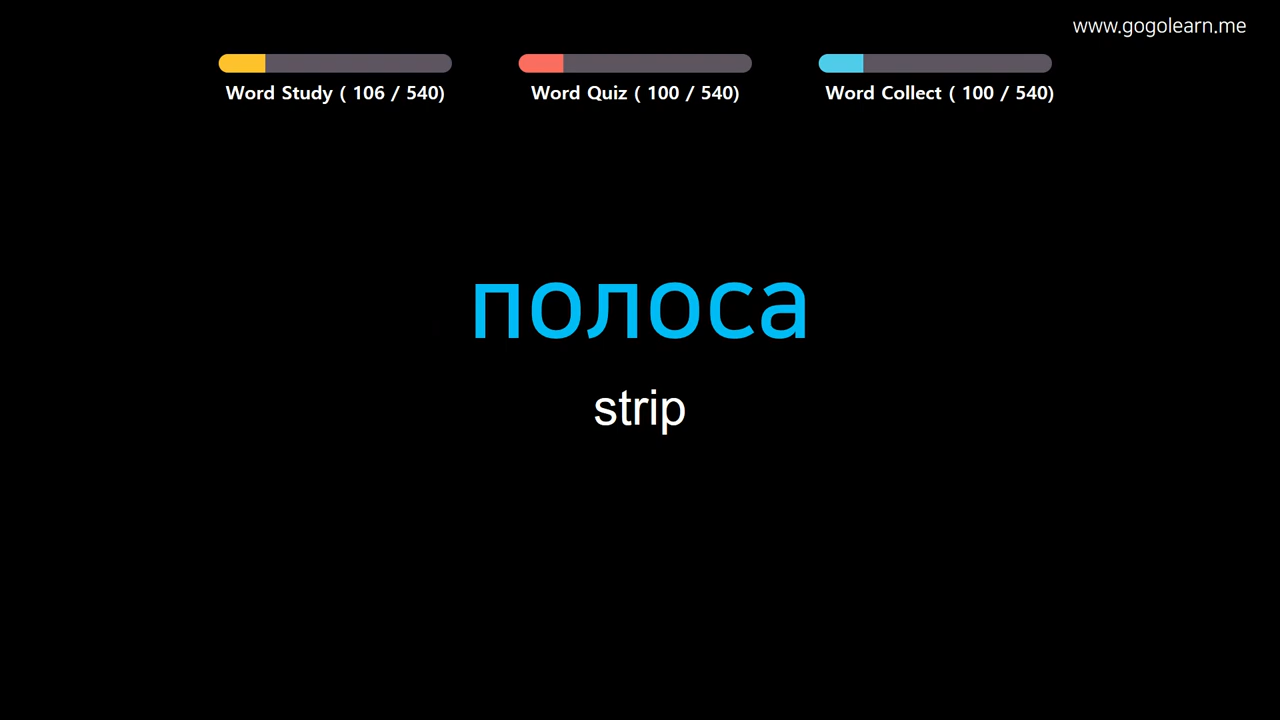 www.gogolearn.me
Word Study ( 106 / 540)
Word Quiz ( 100 / 540)
Word Collect ( 100 / 540)
полоса
strip